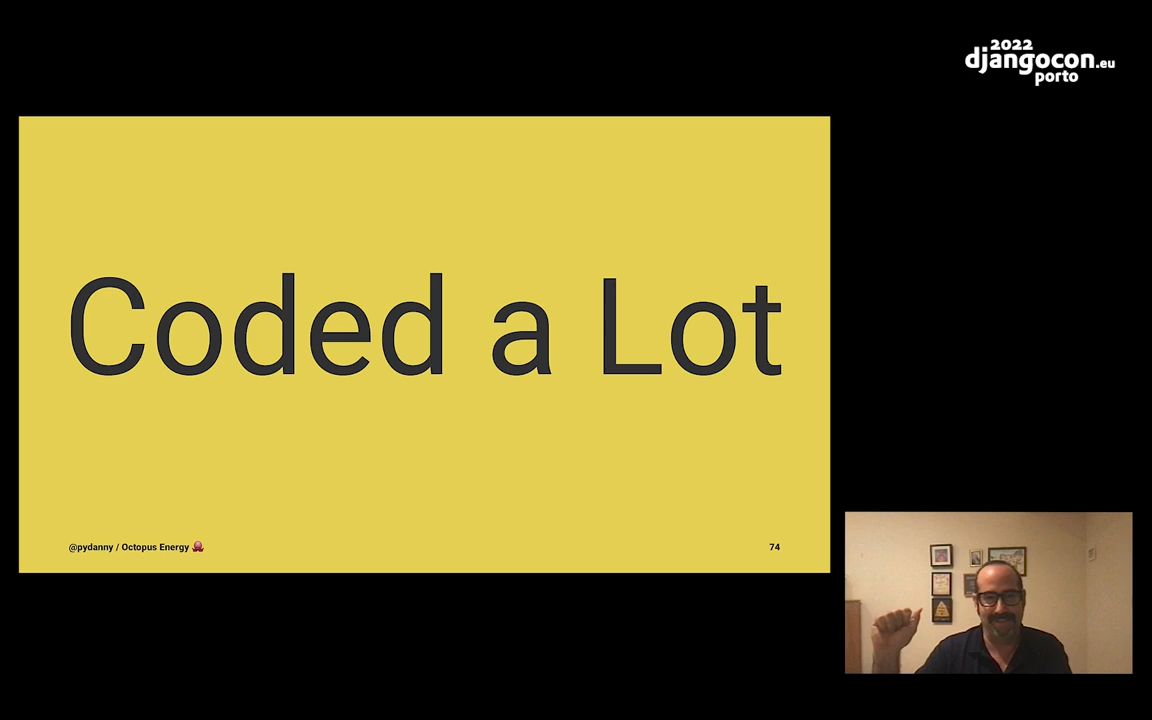 2022
djangocon.eu
porto
Coded a Lot
@pydanny / Octopus Energy 🐙
74